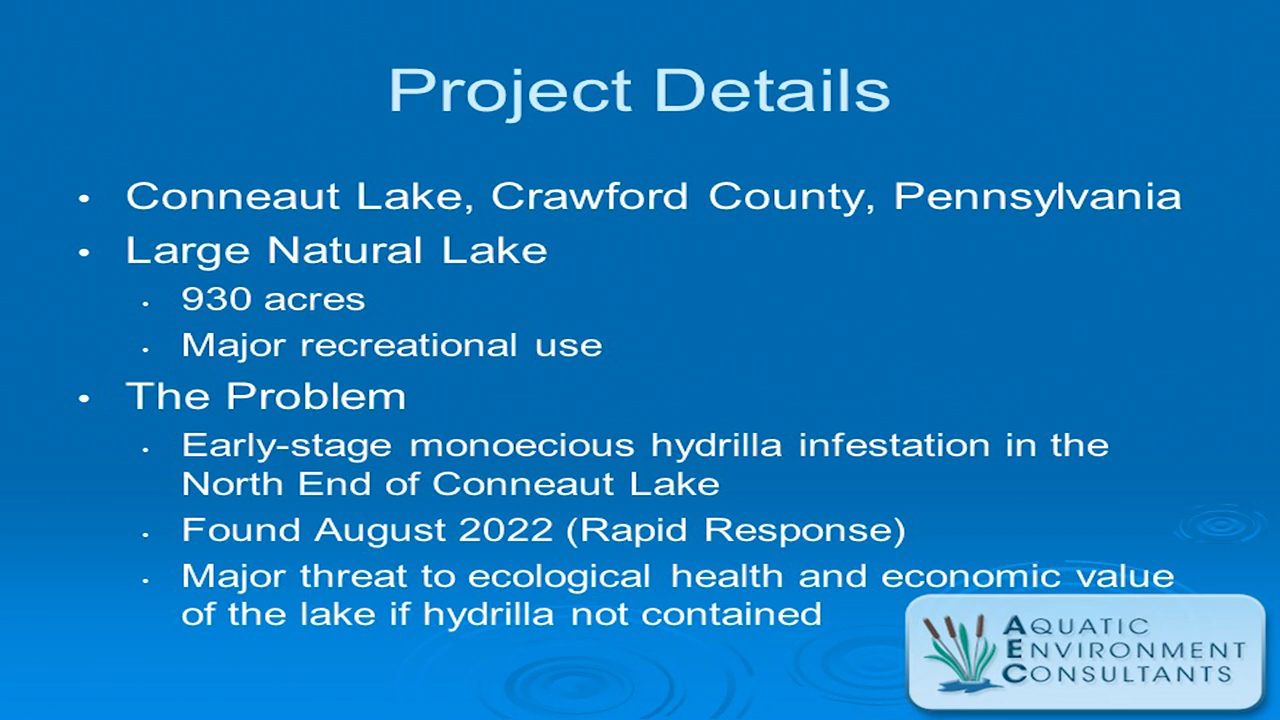 Project Details
• Conneaut Lake, Crawford County, Pennsylvania
• Large Natural Lake
• 930 acres
• Major recreational use
• The Problem
• Early-stage monoecious hydrilla infestation in the
North End of Conneaut Lake
• Found August 2022 (Rapid Response)
• Major threat to ecological health and economic value
of the lake if hydrilla not contained
AQUATIC
ENVIRONMENT
CONSULTANTS